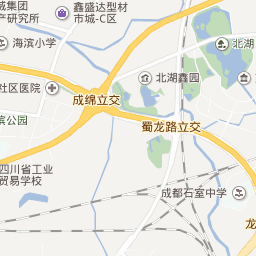 威集团
产研究所
鑫盛达型材
市城-C区
海滨小学
北湖
北湖鑫园
社区医院
成绵立交
滨公园
蜀龙路立交
四川省工业
贸易学校
成都石室中学
龙